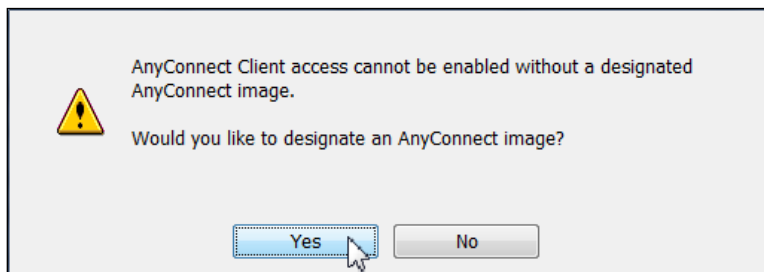 AnyConnect Client access cannot be enabled without a designated
AnyConnect image.
Would you like to designate an AnyConnect image?
Yes
No